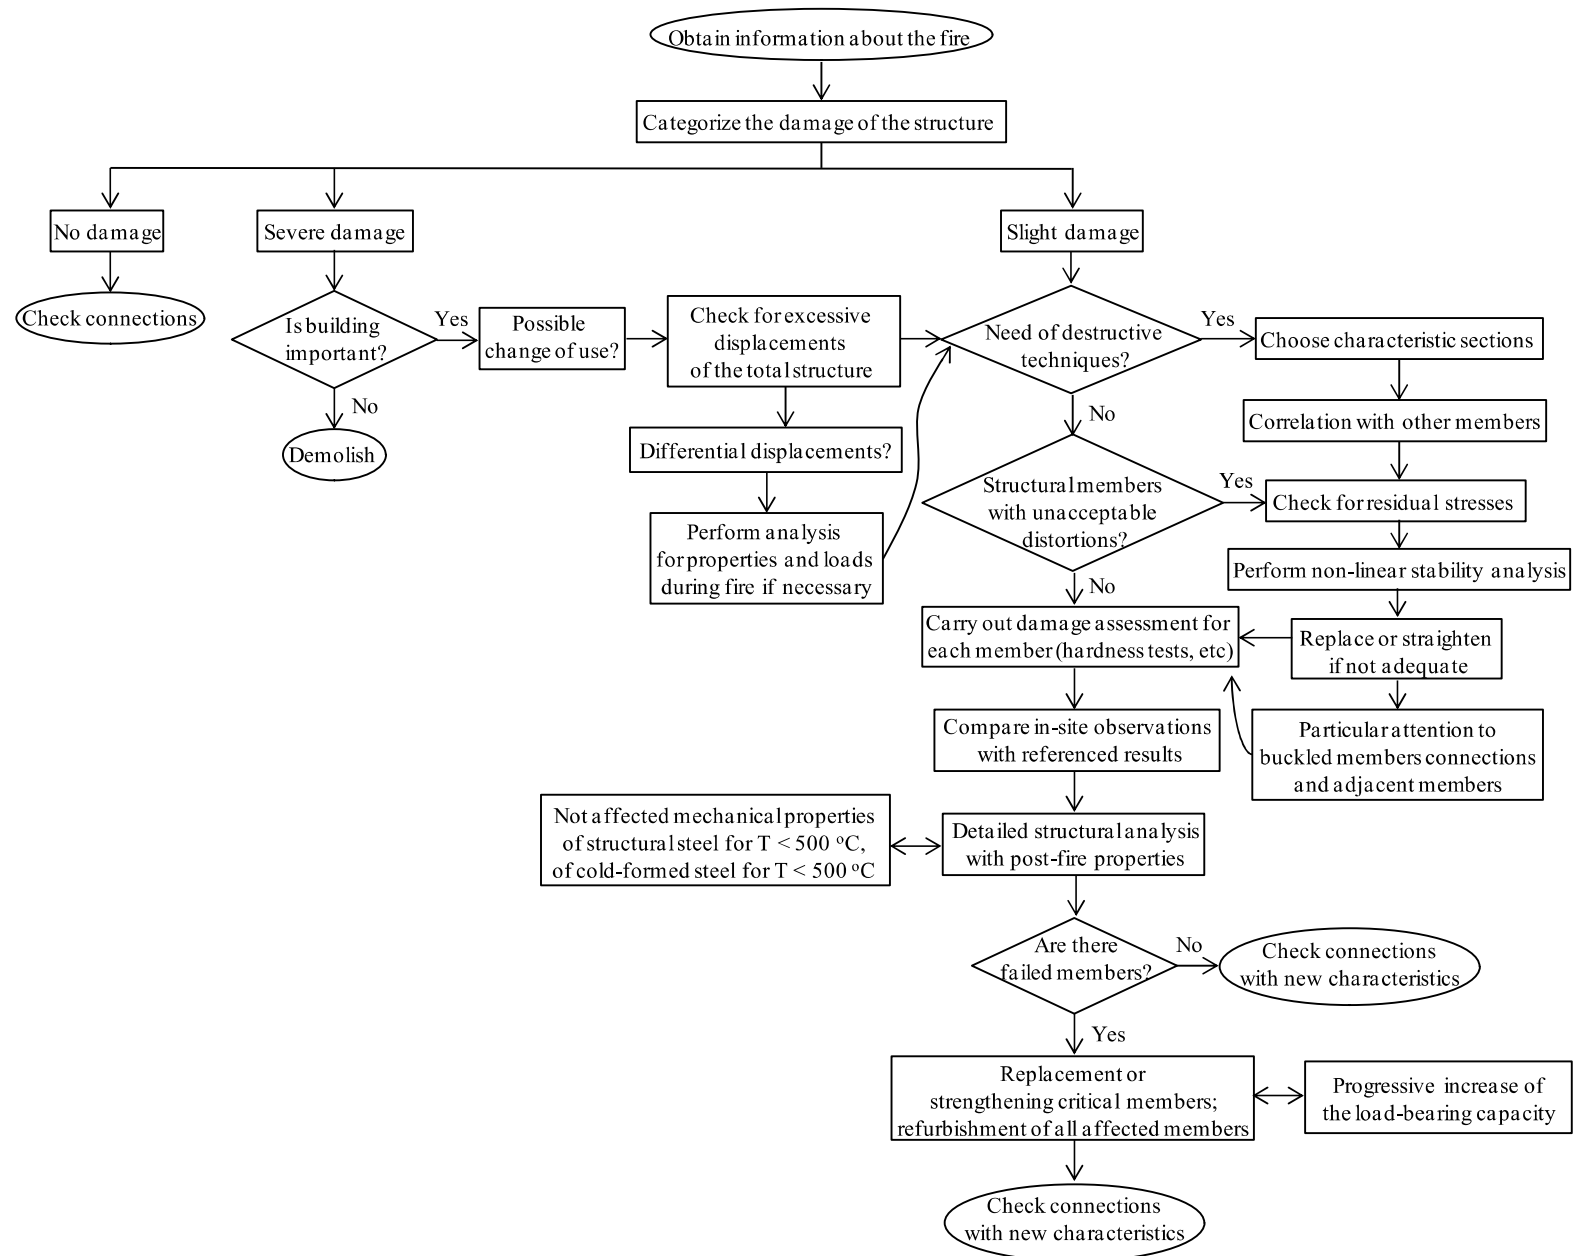 Obtain information about the fire
Categorize the damage of the structure
No damage
Severe damage
Slight damage
Check connections
Is building
important?
Yes
No
Demolish
Possible
change of use?
Check for excessive
displacements
of the total structure
Differential displacements?
Perform analysis
for properties and loads
during fire if necessary
Need of destructive
techniques?
Yes
No
Choose characteristic sections
Correlation with other members
Structural members
with unacceptable
distortions?
Yes
No
Check for residual stresses
Perform non-linear stability analysis
Replace or straighten
if not adequate
Particular attention to
buckled members connections
and adjacent members
Carry out damage assessment for
each member (hardness tests, etc)
Compare in-site observations
with referenced results
Not affected mechanical properties
of structural steel for T < 500 °C,
of cold-formed steel for T < 500 °C
Detailed structural analysis
with post-fire properties
Are there
failed members?
No
Check connections
with new characteristics
Yes
Replacement or
strengthening critical members;
refurbishment of all affected members
Progressive increase of
the load-bearing capacity
Check connections
with new characteristics